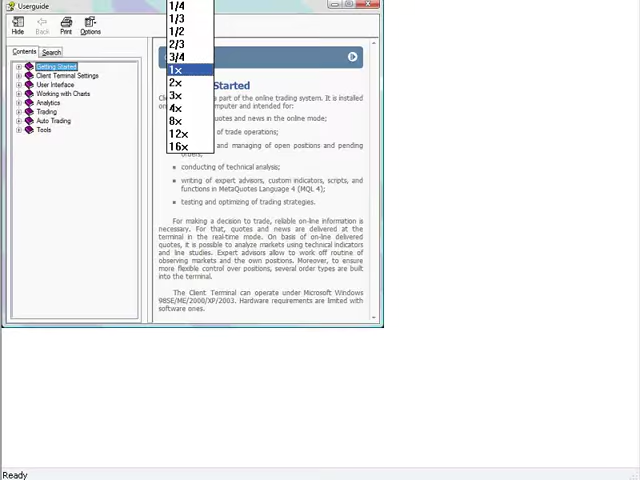 Userguide
Hide
Back
Print
Options
1/4
1/3
1/2
2/3
3/4
1x
2x
3x
4x
8x
12x
16x
Contents
Search
Getting Started
Client Terminal Settings
User Interface
Working with Charts
Analytics
Trading
Auto Trading
Tools
Started
a part of the online trading system. It is installed
computer and intended for:
quotes and news in the online mode;
of trade operations;
and managing of open positions and pending
orders;
conducting of technical analysis;
writing of expert advisors, custom indicators, scripts, and
functions in MetaQuotes Language 4 (MQL 4);
testing and optimizing of trading strategies.
For making a decision to trade, reliable on-line information is
necessary. For that, quotes and news are delivered at the
terminal in the real-time mode. On basis of on-line delivered
quotes, it is possible to analyze markets using technical indicators
and line studies. Expert advisors allow to work off routine of
observing markets and the own positions. Moreover, to ensure
more flexible control over positions, several order types are built
into the terminal.
The Client Terminal can operate under Microsoft Windows
98SE/ME/2000/XP/2003. Hardware requirements are limited with
software ones.
Ready